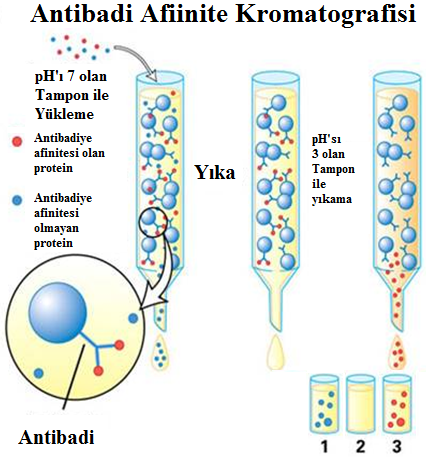 Antibadi Afiinite Kromatografisi
pH'ı 7 olan
Tampon ile
Yükleme
Antibadiye
afinitesi olan
protein
Antibadiye
afinitesi
olmayan
protein
Antibadi
Yıka
pH'sı
3 olan
Tampon
ile
yıkama
1 2 3